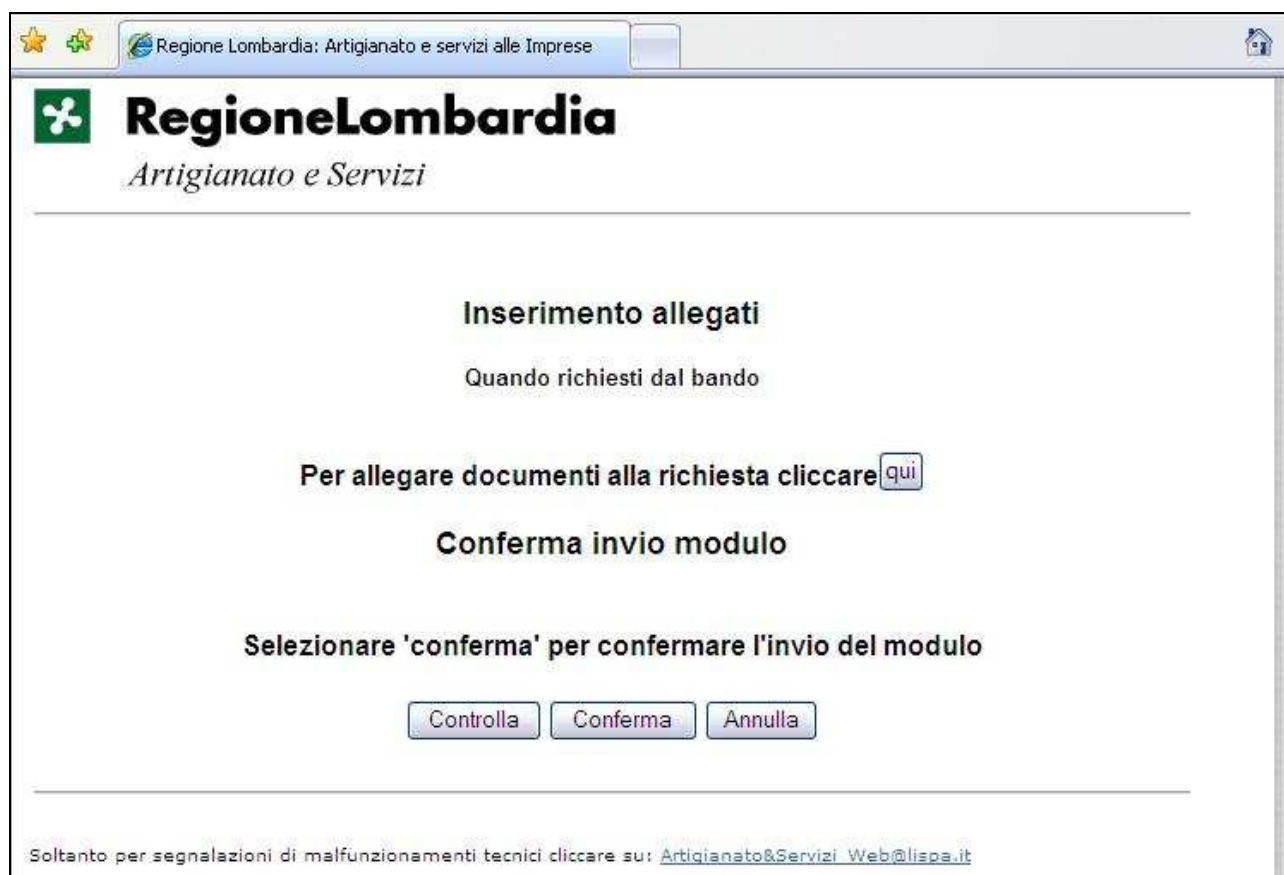 Regione Lombardia: Artigianato e servizi alle Imprese
RegioneLombardia
Artigianato e Servizi
Inserimento allegati
Quando richiesti dal bando
Per allegare documenti alla richiesta cliccare qui
Conferma invio modulo
Selezionare 'conferma' per confermare l'invio del modulo
Controlla Conferma Annulla
Soltanto per segnalazioni di malfunzionamenti tecnici cliccare su: Artigianato&Servizi_Web@lispa.it